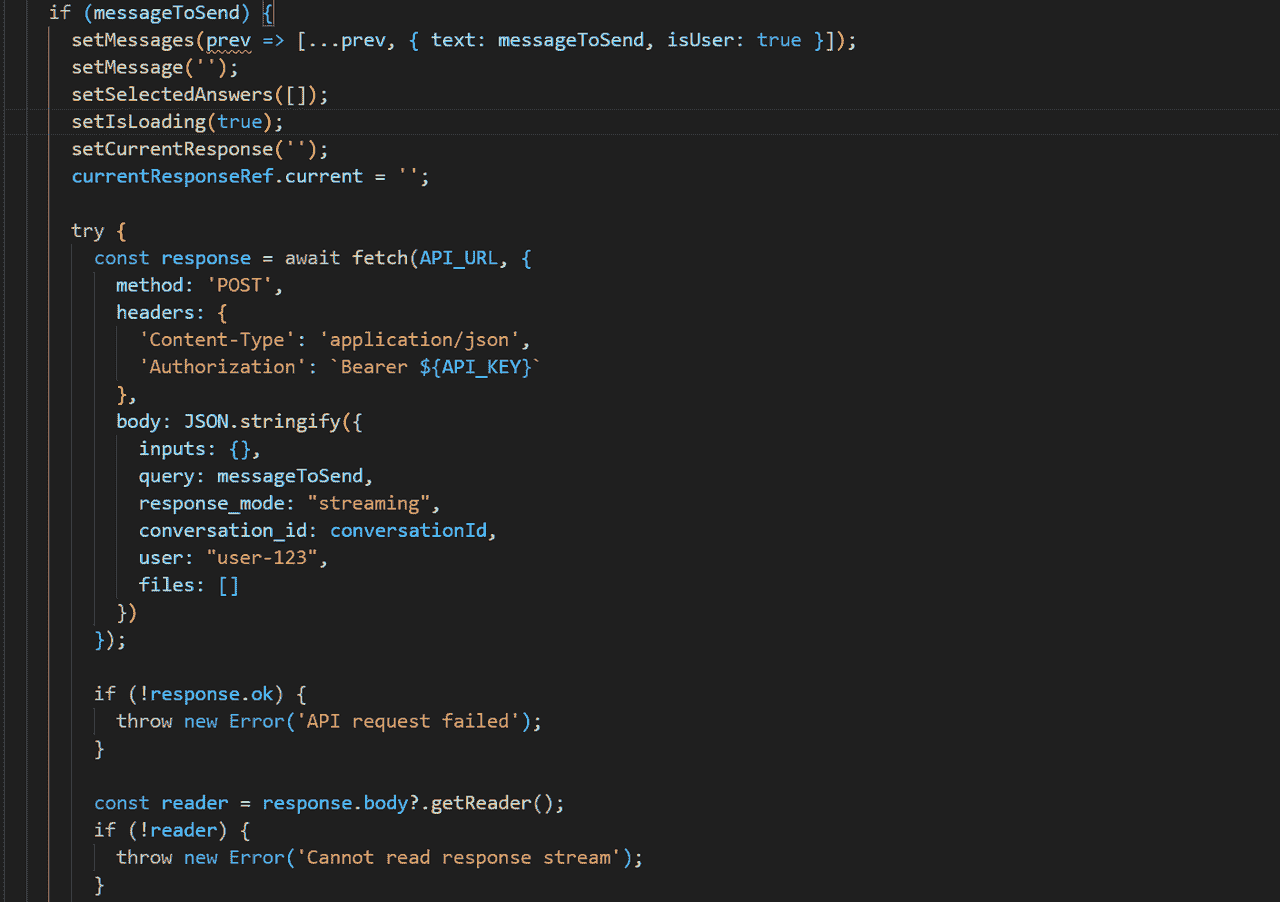 if (messageToSend) {
setMessages(prev => [...prev, { text: messageToSend, isUser: true }]);
setMessage('');
setSelectedAnswers([]);
setIsLoading(true);
setCurrentResponse('');
currentResponseRef.current = '';
try {
const response = await fetch(API_URL, {
method: 'POST',
headers: {
'Content-Type': 'application/json',
'Authorization': `Bearer ${API_KEY}`
},
body: JSON.stringify({
inputs: {},
query: messageToSend,
response_mode: "streaming",
conversation_id: conversationId,
user: "user-123",
files: []
})
});
if (!response.ok) {
throw new Error('API request failed');
}
const reader = response.body?.getReader();
if (!reader) {
throw new Error('Cannot read response stream');
}